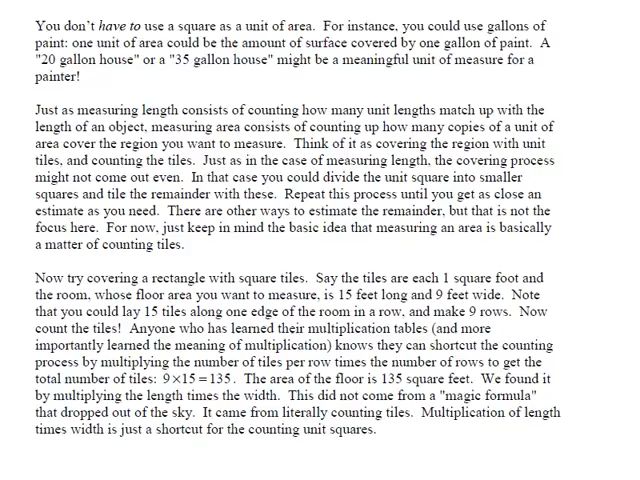 You don't have to use a square as a unit of area.  For instance, you could use gallons of
paint: one unit of area could be the amount of surface covered by one gallon of paint.  A
"20 gallon house" or a "35 gallon house" might be a meaningful unit of measure for a
painter!
Just as measuring length consists of counting how many unit lengths match up with the
length of an object, measuring area consists of counting up how many copies of a unit of
area cover the region you want to measure.  Think of it as covering the region with unit
tiles, and counting the tiles.  Just as in the case of measuring length, the covering process
might not come out even.  In that case you could divide the unit square into smaller
squares and tile the remainder with these.  Repeat this process until you get as close an
estimate as you need.  There are other ways to estimate the remainder, but that is not the
focus here.  For now, just keep in mind the basic idea that measuring an area is basically
a matter of counting tiles.
Now try covering a rectangle with square tiles.  Say the tiles are each 1 square foot and
the room, whose floor area you want to measure, is 15 feet long and 9 feet wide.  Note
that you could lay 15 tiles along one edge of the room in a row, and make 9 rows.  Now
count the tiles!  Anyone who has learned their multiplication tables (and more
importantly learned the meaning of multiplication) knows they can shortcut the counting
process by multiplying the number of tiles per row times the number of rows to get the
total number of tiles: 9×15=135.  The area of the floor is 135 square feet.  We found it
by multiplying the length times the width.  This did not come from a "magic formula"
that dropped out of the sky.  It came from literally counting tiles.  Multiplication of length
times width is just a shortcut for the counting unit squares.